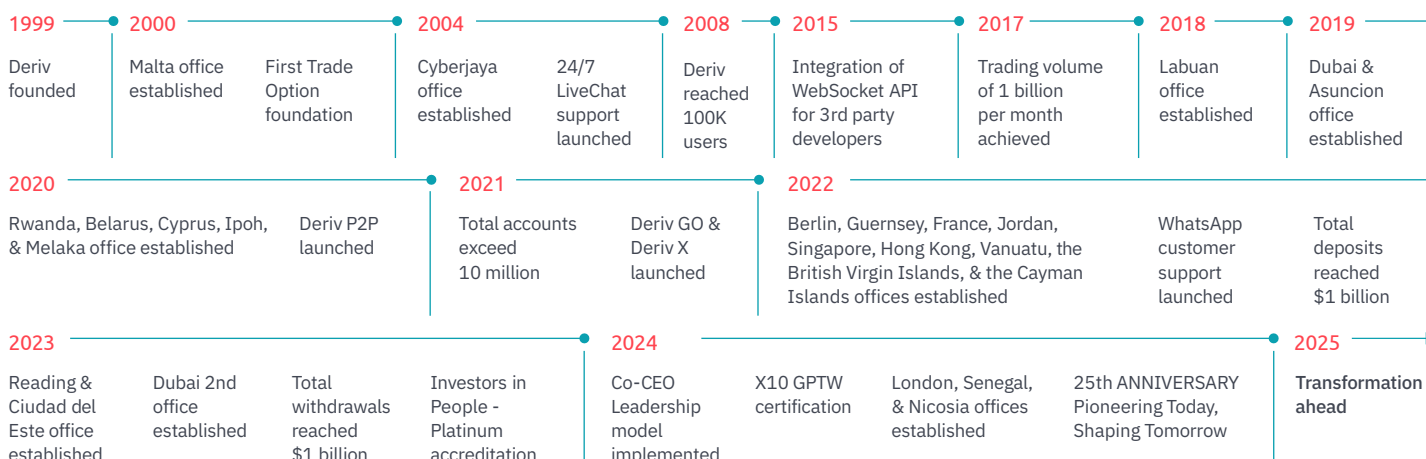 1999
Deriv
founded
2000
Malta office
established
First Trade
Option
foundation
2004
Cyberjaya
office
established
24/7
LiveChat
support
launched
2008
Deriv
reached
100K
users
2015
Integration of
WebSocket API
for 3rd party
developers
2017
Trading volume
of 1 billion
per month
achieved
2018
Labuan
office
established
2019
Dubai &
Asuncion
office
established
2020
Rwanda, Belarus, Cyprus, Ipoh,
& Melaka office established
Deriv P2P
launched
2021
Total accounts
exceed
10 million
Deriv GO &
Deriv X
launched
2022
Berlin, Guernsey, France, Jordan,
Singapore, Hong Kong, Vanuatu, the
British Virgin Islands, & the Cayman
Islands offices established
WhatsApp
customer
support
launched
Total
deposits
reached
$1 billion
2023
Reading &
Ciudad del
Este office
established
Dubai 2nd
office
established
Total
withdrawals
reached
$1 billion
Investors in
People -
Platinum
accreditation
2024
Co-CEO
Leadership
model
implemented
X10 GPTW
certification
London, Senegal,
& Nicosia offices
established
25th ANNIVERSARY
Pioneering Today,
Shaping Tomorrow
2025
Transformation
ahead